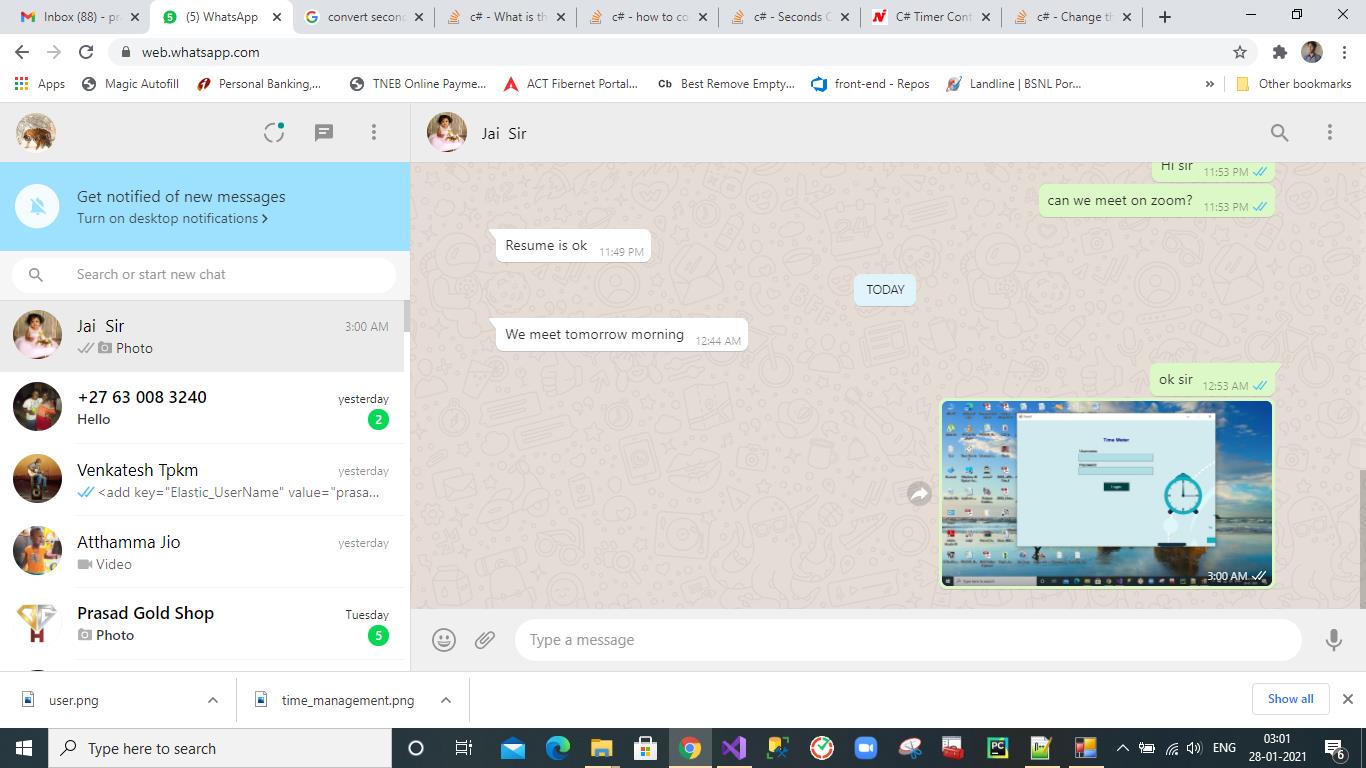 Inbox (88) - pr
(5) WhatsApp
convert secon
c# - What is th
c# - how to co
c# - Seconds C
C# Timer Cont
c# - Change th
web.whatsapp.com
Apps
Magic Autofill
Personal Banking,...
TNEB Online Payme...
ACT Fibernet Portal...
Cb Best Remove Empty...
front-end - Repos
Landline | BSNL Por...
»
Other bookmarks
Jai Sir
Get notified of new messages
Turn on desktop notifications >
Search or start new chat
Jai Sir
3:00 AM
Photo
+27 63 008 3240
yesterday
Hello
2
Venkatesh Tpkm
yesterday
<add key="Elastic_UserName" value="prasa...
Atthamma Jio
yesterday
Video
Prasad Gold Shop
Tuesday
Photo
5
Hi sir
11:53 PM
can we meet on zoom?
11:53 PM
Resume is ok
11:49 PM
TODAY
We meet tomorrow morning
12:44 AM
ok sir
12:53 AM
Time Meter
Username
Password
Login
3:00 AM
Type a message
user.png
time_management.png
Show all
Type here to search
ENG
03:01
28-01-2021
6